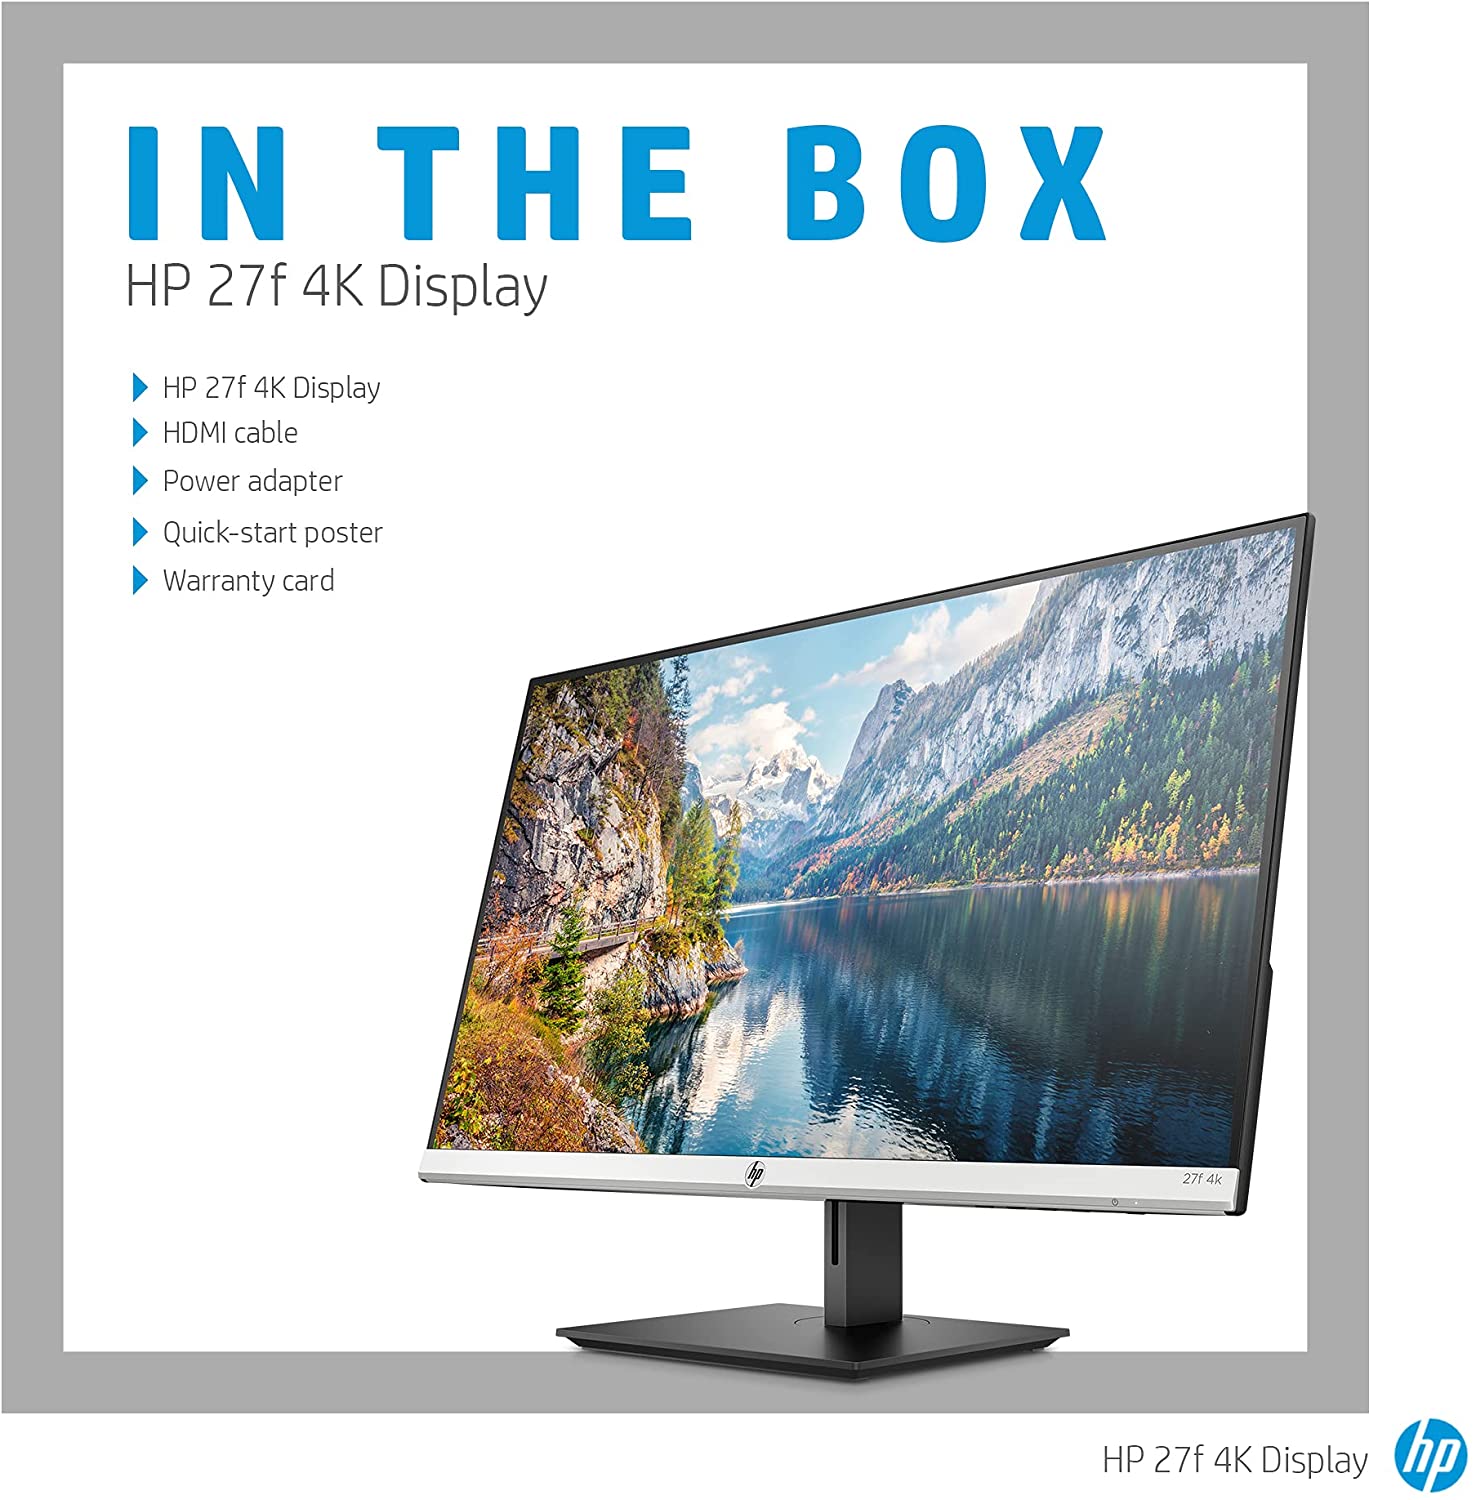 IN THE BOX
HP 27f 4K Display
HP 27f 4K Display
HDMI cable
Power adapter
Quick-start poster
Warranty card
hp
27f 4k
HP 27f 4K Display
hp